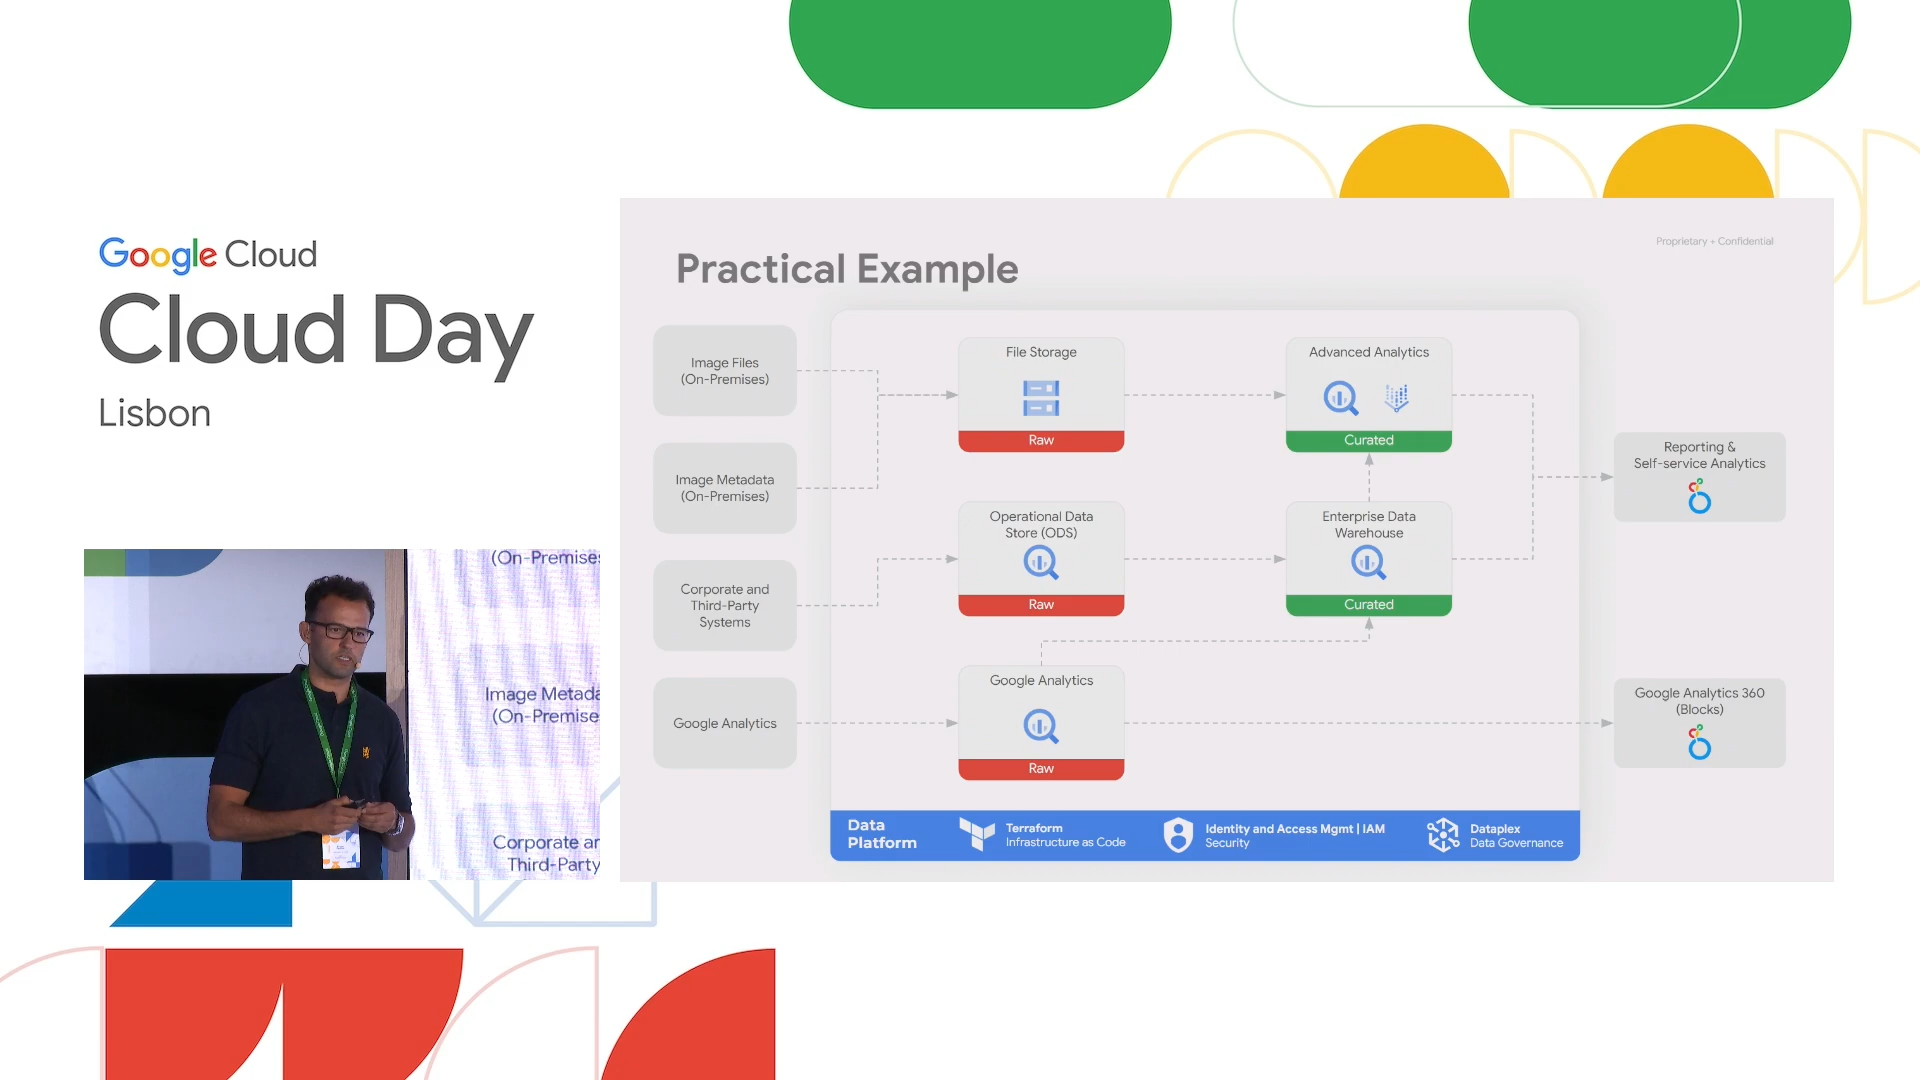 Google Cloud
Cloud Day
Lisbon
Practical Example
Proprietary + Confidential
Image Files
(On-Premises)
Image Metadata
(On-Premises)
Corporate and
Third-Party
Systems
Google Analytics
File Storage
Raw
Operational Data
Store (ODS)
Raw
Google Analytics
Raw
Advanced Analytics
Curated
Enterprise Data
Warehouse
Curated
Reporting &
Self-service Analytics
Google Analytics 360
(Blocks)
Data
Platform
Terraform
Infrastructure as Code
Identity and Access Mgmt | IAM
Security
Dataplex
Data Governance
(On-Premises
Image Metada
(On-Premise
Corporate ar
Third-Party